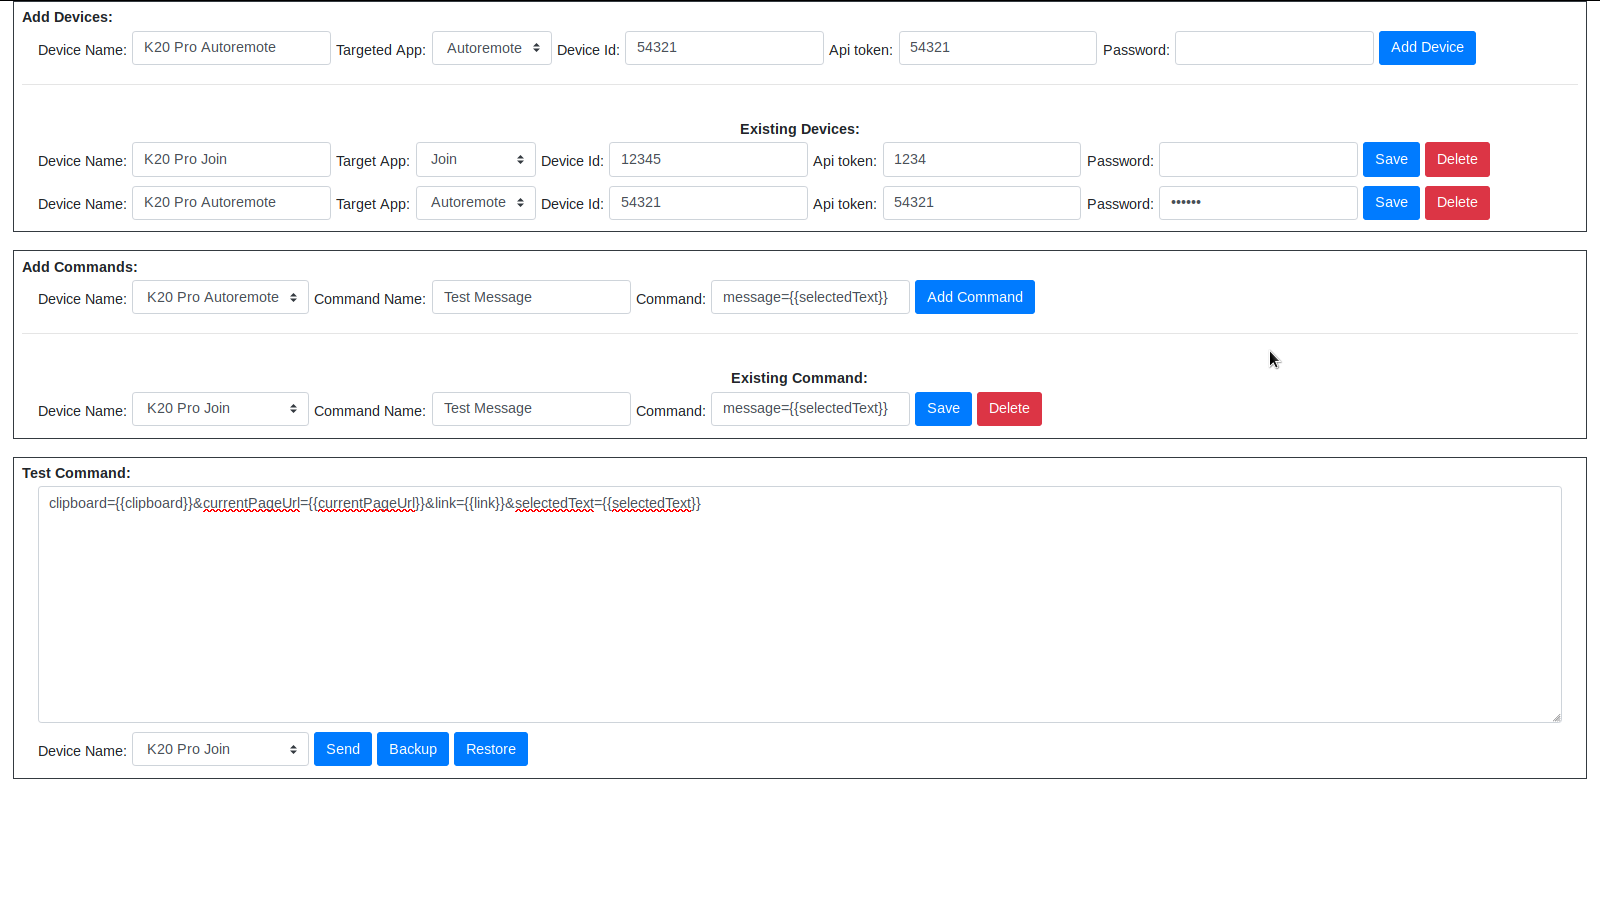 Add Devices:
Device Name: K20 Pro Autoremote Targeted App: Autoremote Device Id: 54321 Api token: 54321 Password: Add Device
Existing Devices:
Device Name: K20 Pro Join Target App: Join Device Id: 12345 Api token: 1234 Password: Save Delete
Device Name: K20 Pro Autoremote Target App: Autoremote Device Id: 54321 Api token: 54321 Password: •••••• Save Delete
Add Commands:
Device Name: K20 Pro Autoremote Command Name: Test Message Command: message={{selectedText}} Add Command
Existing Command:
Device Name: K20 Pro Join Command Name: Test Message Command: message={{selectedText}} Save Delete
Test Command:
clipboard={{clipboard}}&currentPageUrl={{currentPageUrl}}&link={{link}}&selectedText={{selectedText}}
Device Name: K20 Pro Join Send Backup Restore